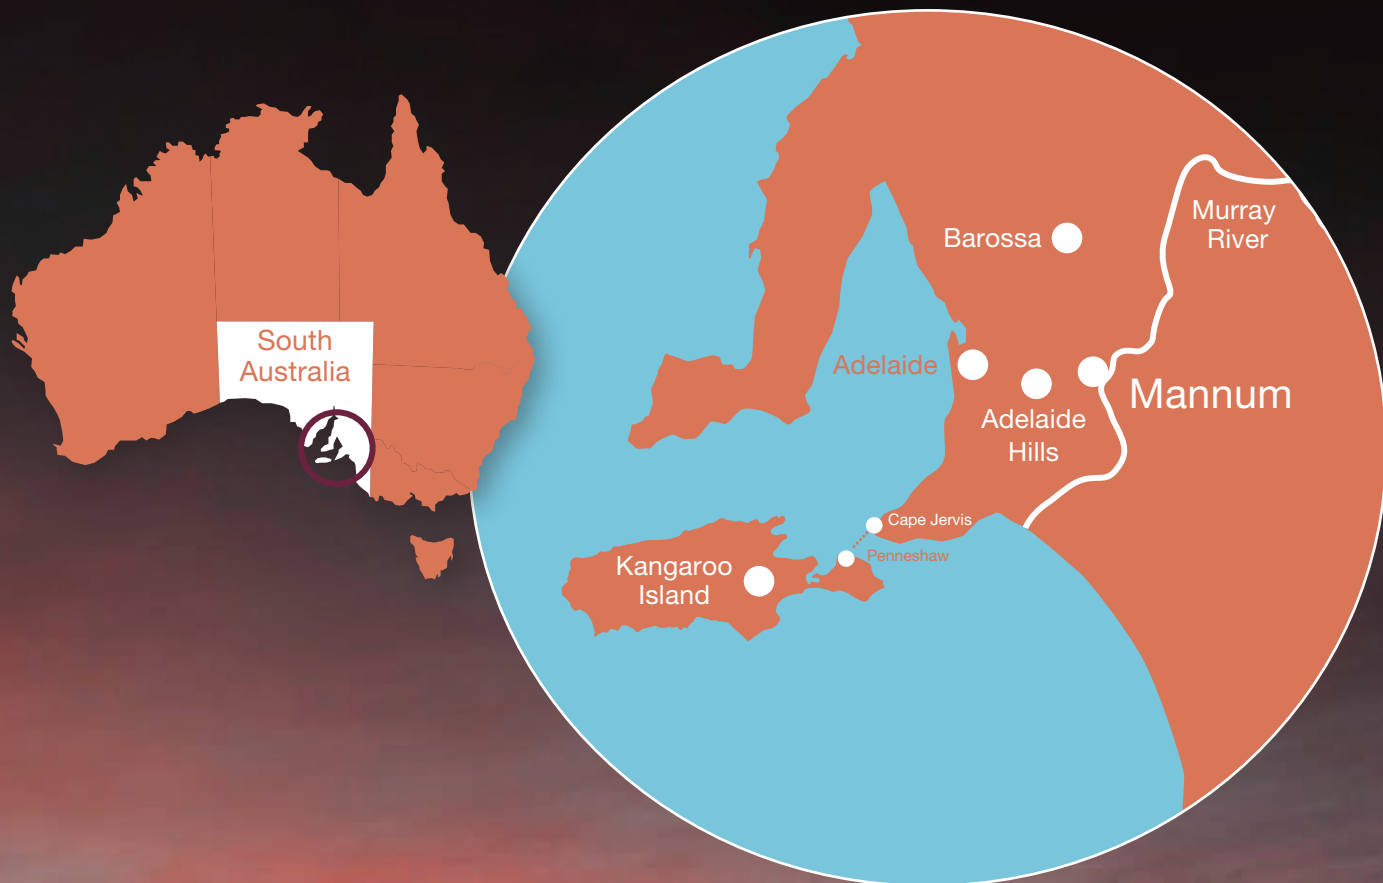 South
Australia
Barossa
Murray
River
Adelaide
Adelaide
Hills
Mannum
Cape Jervis
Penneshaw
Kangaroo
Island